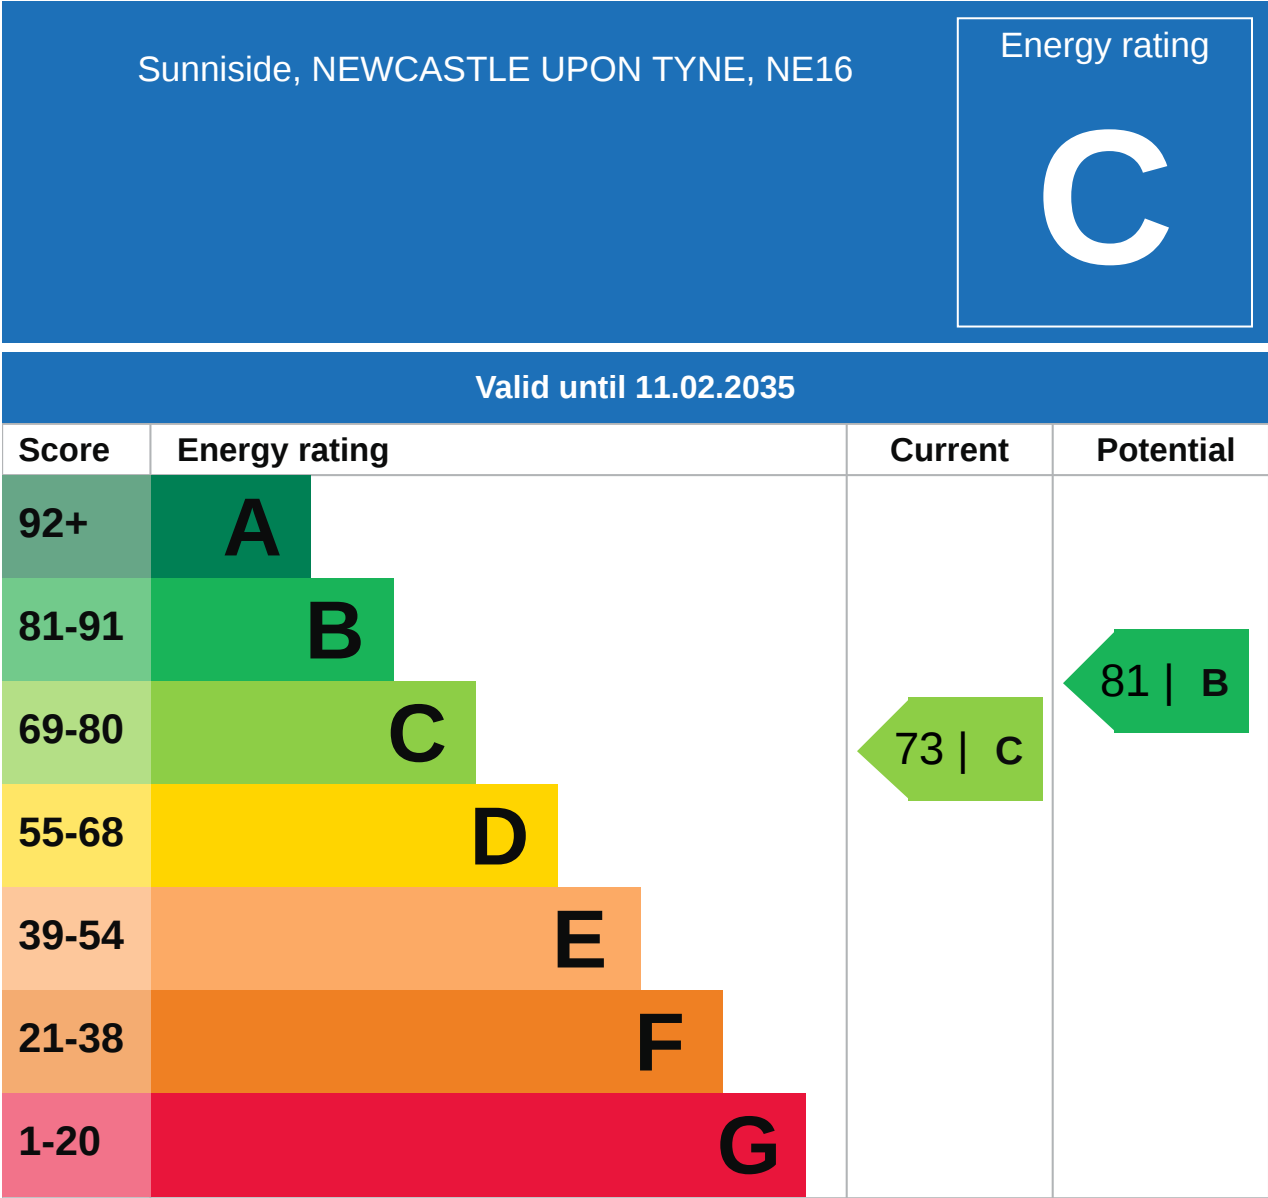 Sunniside, NEWCASTLE UPON TYNE, NE16
Energy rating
C
Valid until 11.02.2035
Score Energy rating Current Potential
92+ A
81-91 B
81 | B
69-80 C
73 | C
55-68 D
39-54 E
21-38 F
1-20 G